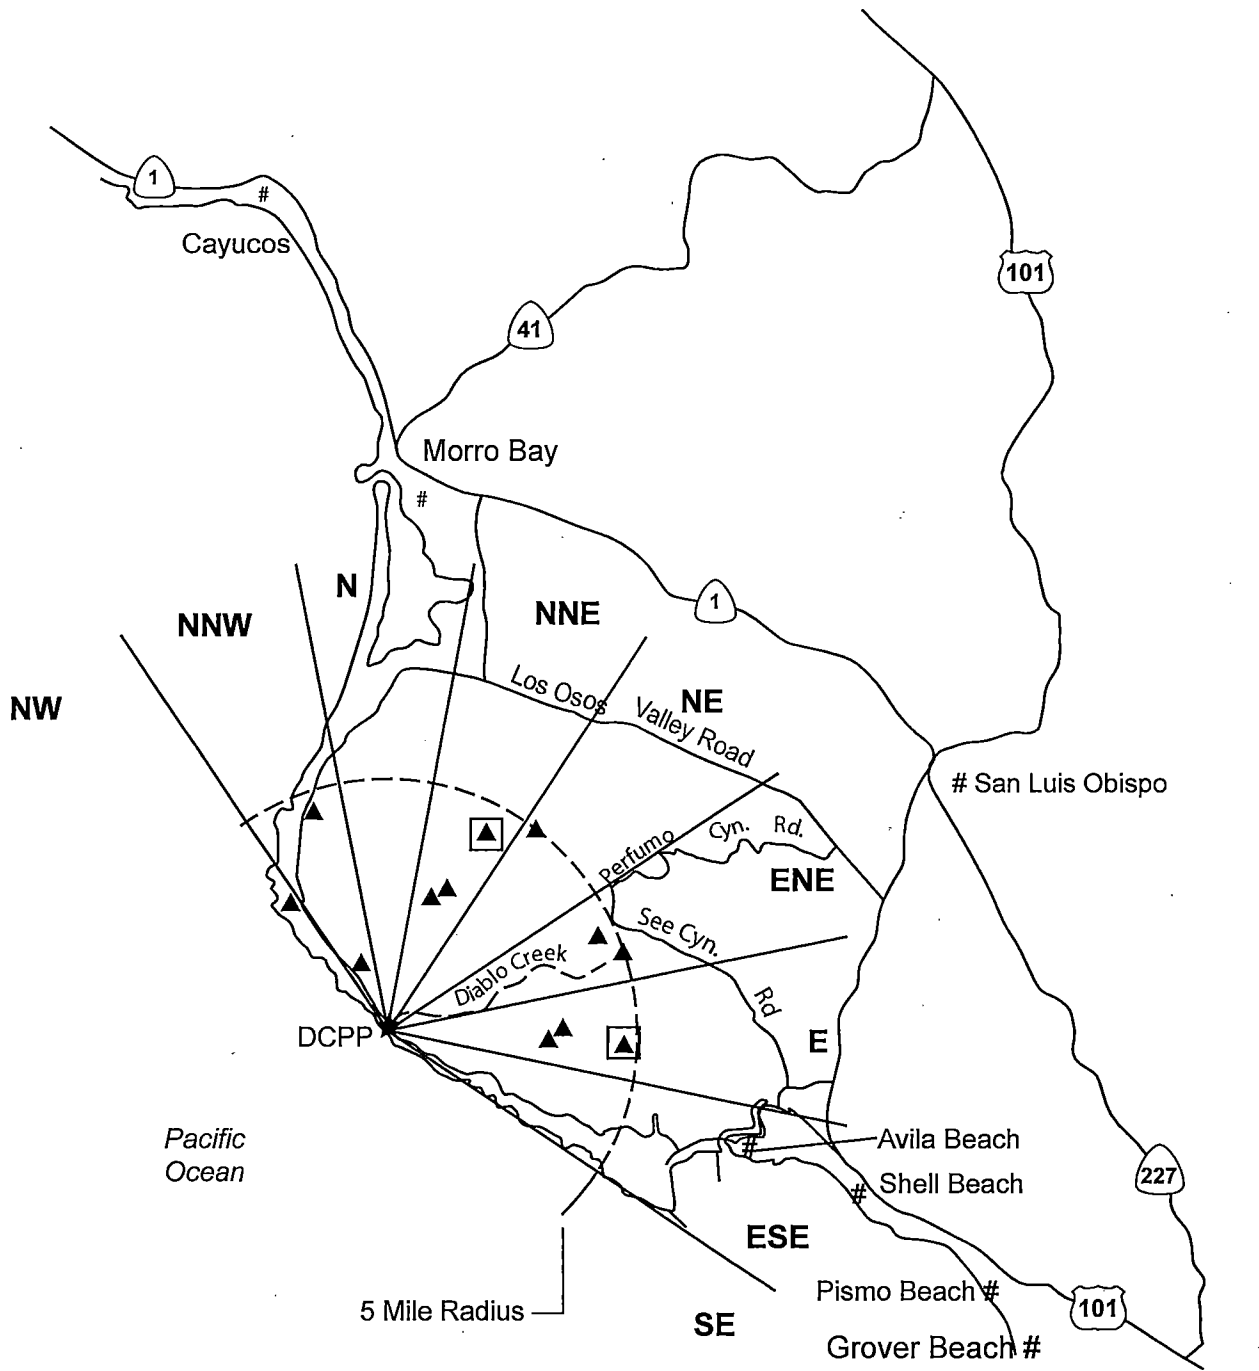 1
#
Cayucos
101
41
Morro Bay
#
N
NNW
NNE
1
NW
Los Osos
NE
Valley Road
# San Luis Obispo
Perfumo
Cyn. Rd.
ENE
See Cyn.
Rd
Diablo Creek
DCPP
E
Pacific
Ocean
#
Avila Beach
# Shell Beach
227
ESE
Pismo Beach #
5 Mile Radius
SE
101
Grover Beach #